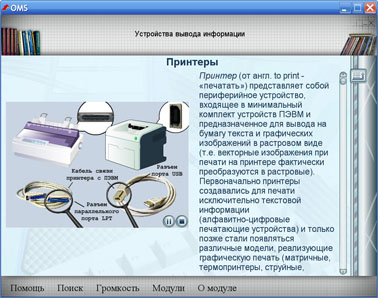 OMS
Устройства вывода информации
Принтеры
Принтер (от англ. to print -
«печатать») представляет собой
периферийное устройство,
входящее в минимальный
комплект устройств ПЭВМ и
предназначенное для вывода на
бумагу текста и графических
изображений в растровом виде
(т.е. векторные изображения при
печати на принтере фактически
преобразуются в растровые).
Первоначально принтеры
создавались для печати
исключительно текстовой
информации
(алфавитно-цифровые
печатающие устройства) и только
позже стали появляться
различные модели, реализующие
графическую печать (матричные,
термопринтеры, струйные,
Кабель связи
принтера с ПЭВМ
Разъем
порта USB
Разъем
параллельного
порта LPT
Помощь Поиск Громкость Модули О модуле